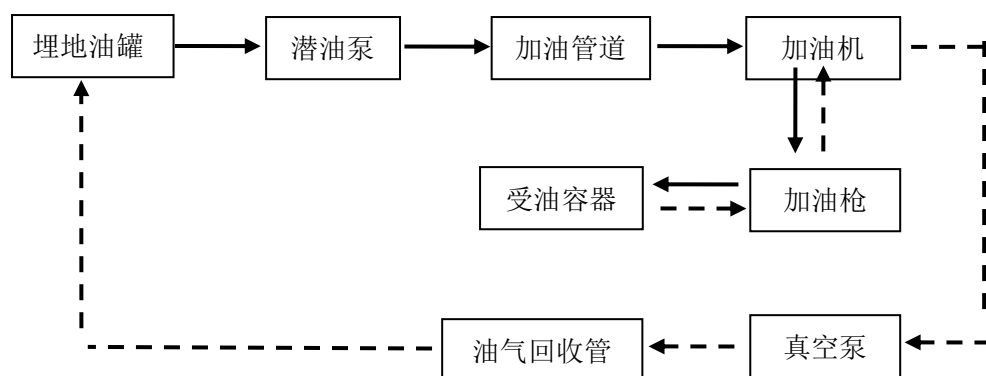 埋地油罐
潜油泵
加油管道
加油机
受油容器
加油枪
油气回收管
真空泵